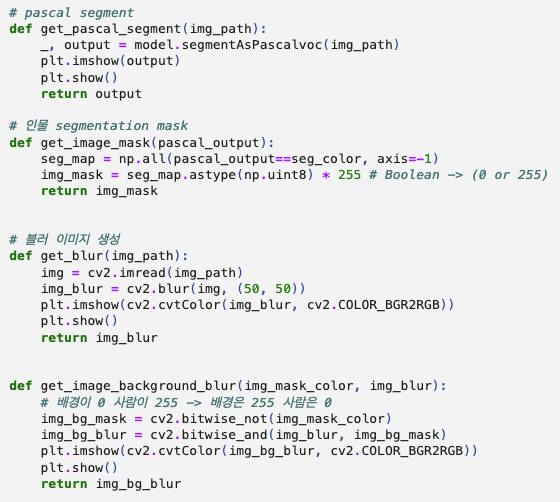 # pascal segment
def get_pascal_segment(img_path):
    _, output = model.segmentAsPascalvoc(img_path)
    plt.imshow(output)
    plt.show()
    return output

# 인물 segmentation mask
def get_image_mask(pascal_output):
    seg_map = np.all(pascal_output==seg_color, axis=-1)
    img_mask = seg_map.astype(np.uint8) * 255 # Boolean -> (0 or 255)
    return img_mask


# 블러 이미지 생성
def get_blur(img_path):
    img = cv2.imread(img_path)
    img_blur = cv2.blur(img, (50, 50))
    plt.imshow(cv2.cvtColor(img_blur, cv2.COLOR_BGR2RGB))
    plt.show()
    return img_blur


def get_image_background_blur(img_mask_color, img_blur):
    # 배경이 0 사람이 255 -> 배경은 255 사람은 0
    img_bg_mask = cv2.bitwise_not(img_mask_color)
    img_bg_blur = cv2.bitwise_and(img_blur, img_bg_mask)
    plt.imshow(cv2.cvtColor(img_bg_blur, cv2.COLOR_BGR2RGB))
    plt.show()
    return img_bg_blur